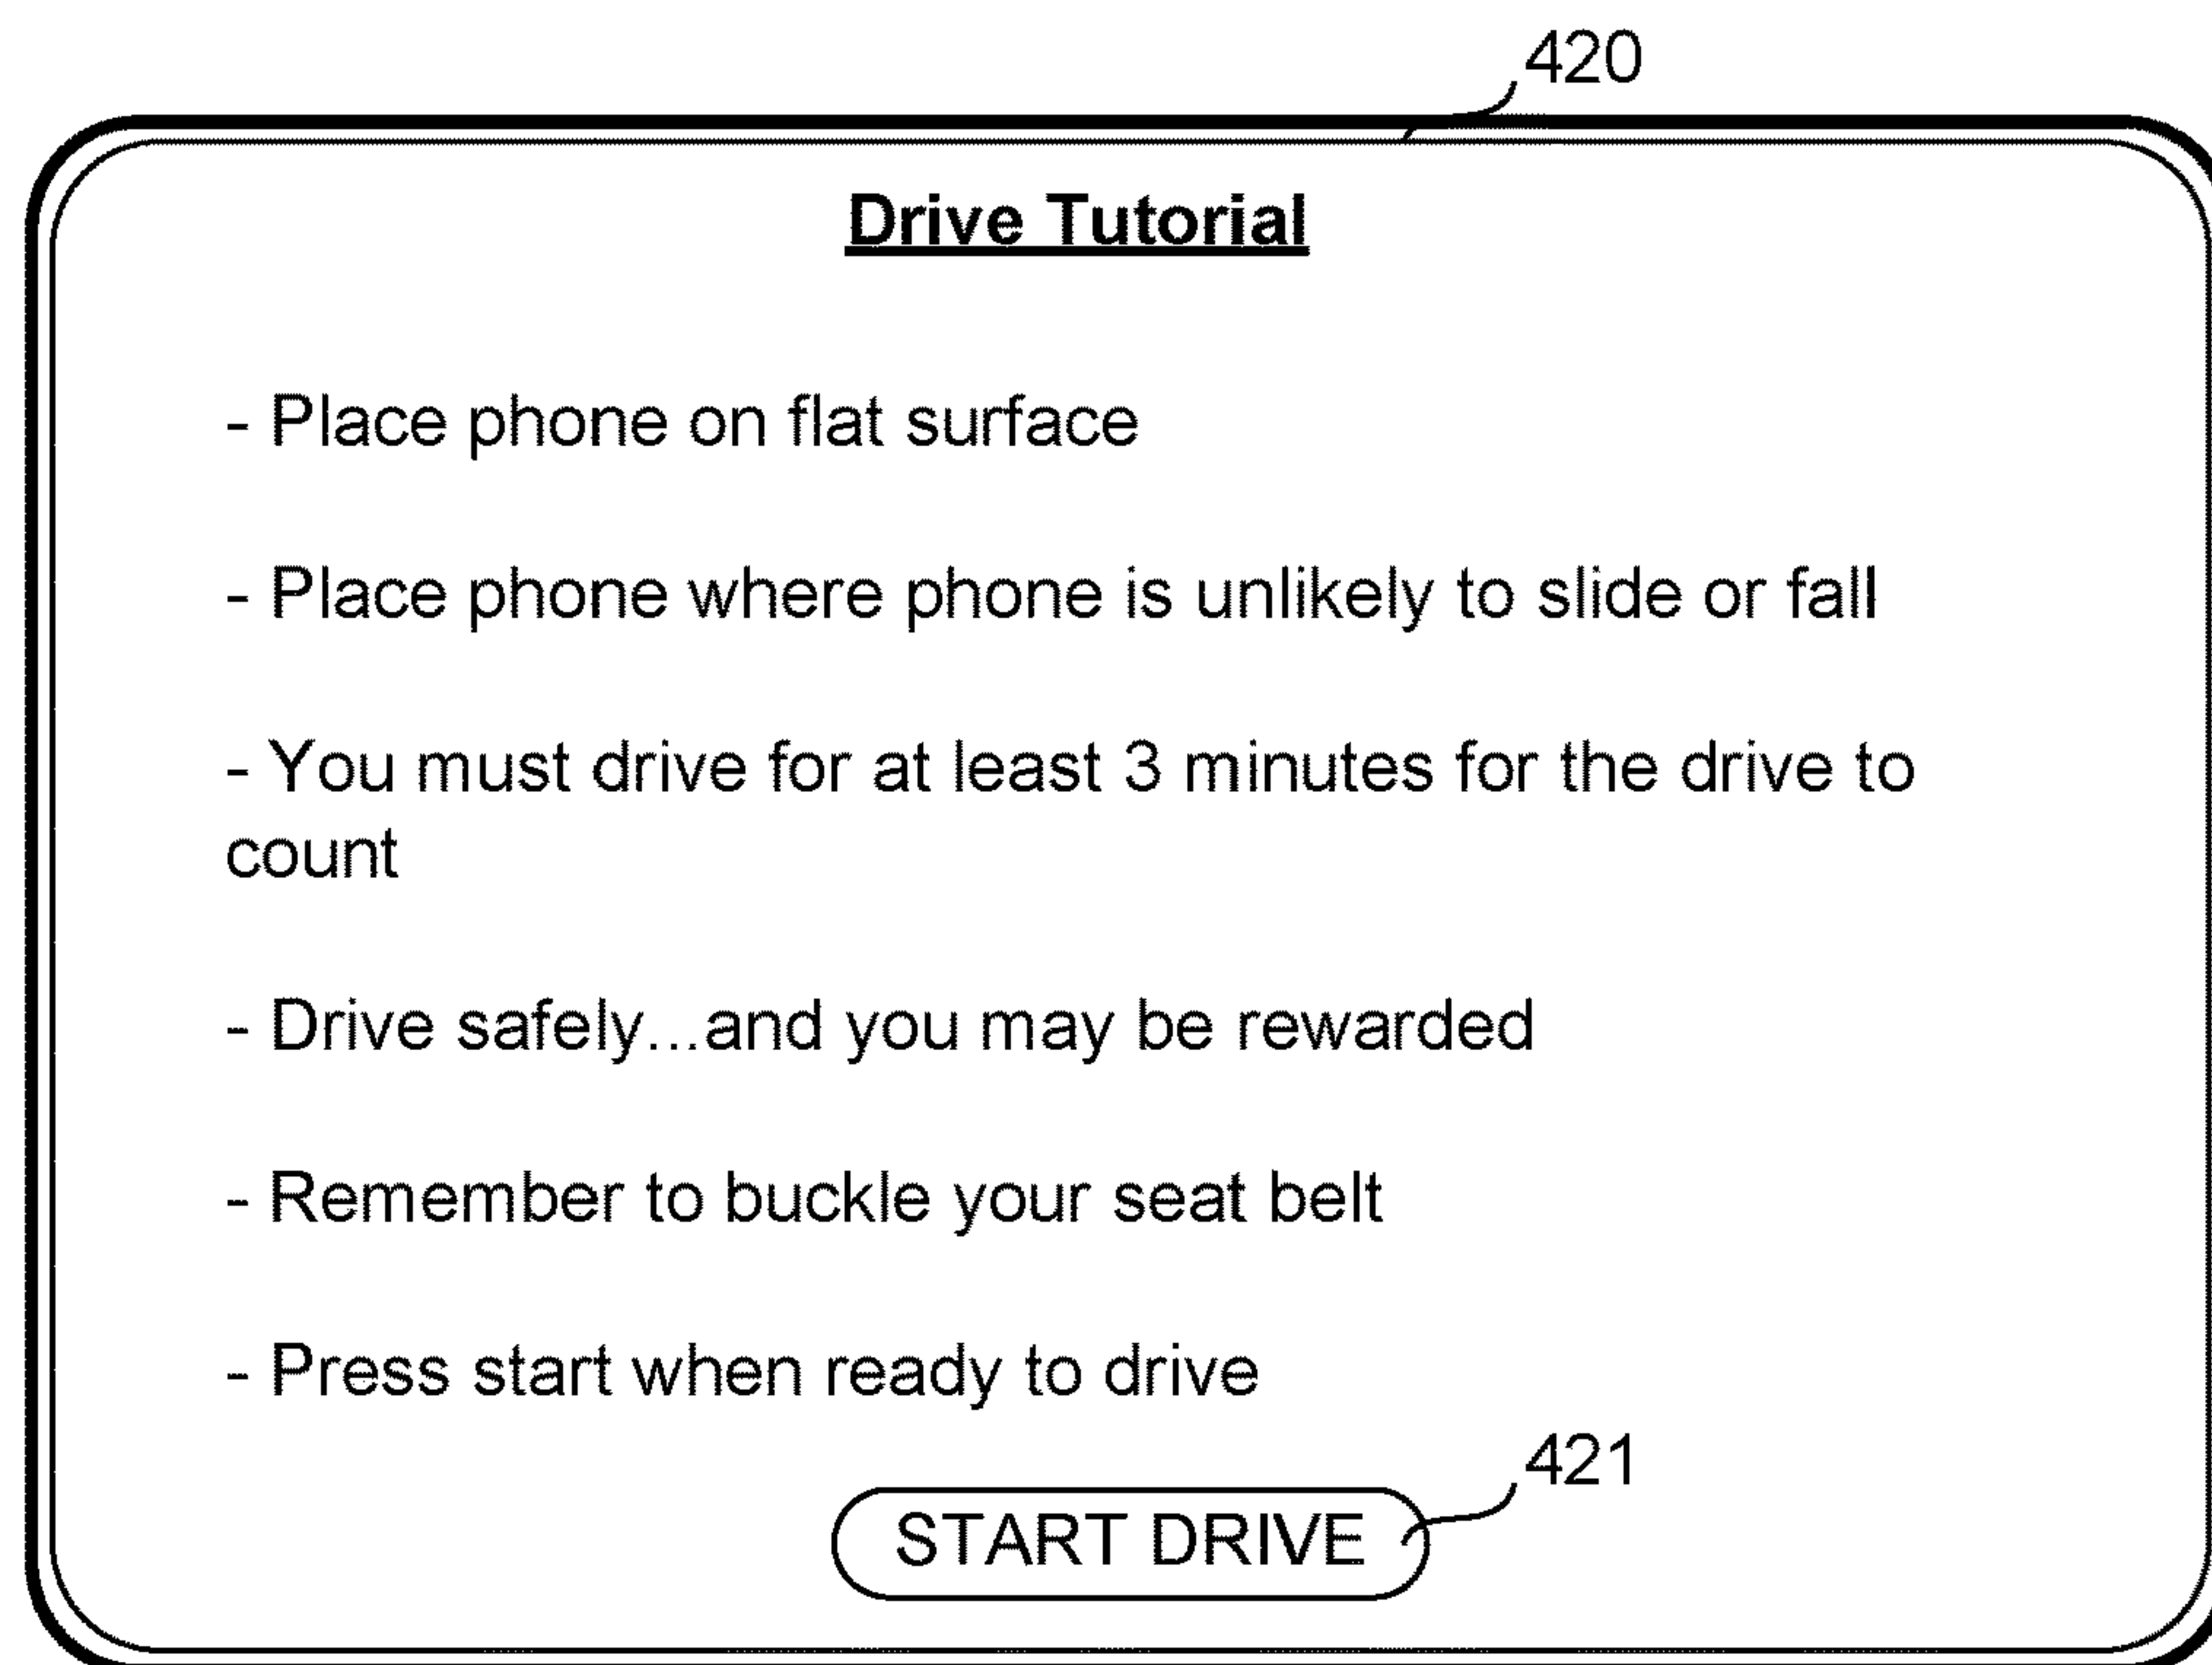 420
Drive Tutorial
- Place phone on flat surface
- Place phone where phone is unlikely to slide or fall
- You must drive for at least 3 minutes for the drive to
count
- Drive safely...and you may be rewarded
- Remember to buckle your seat belt
- Press start when ready to drive
421
START DRIVE